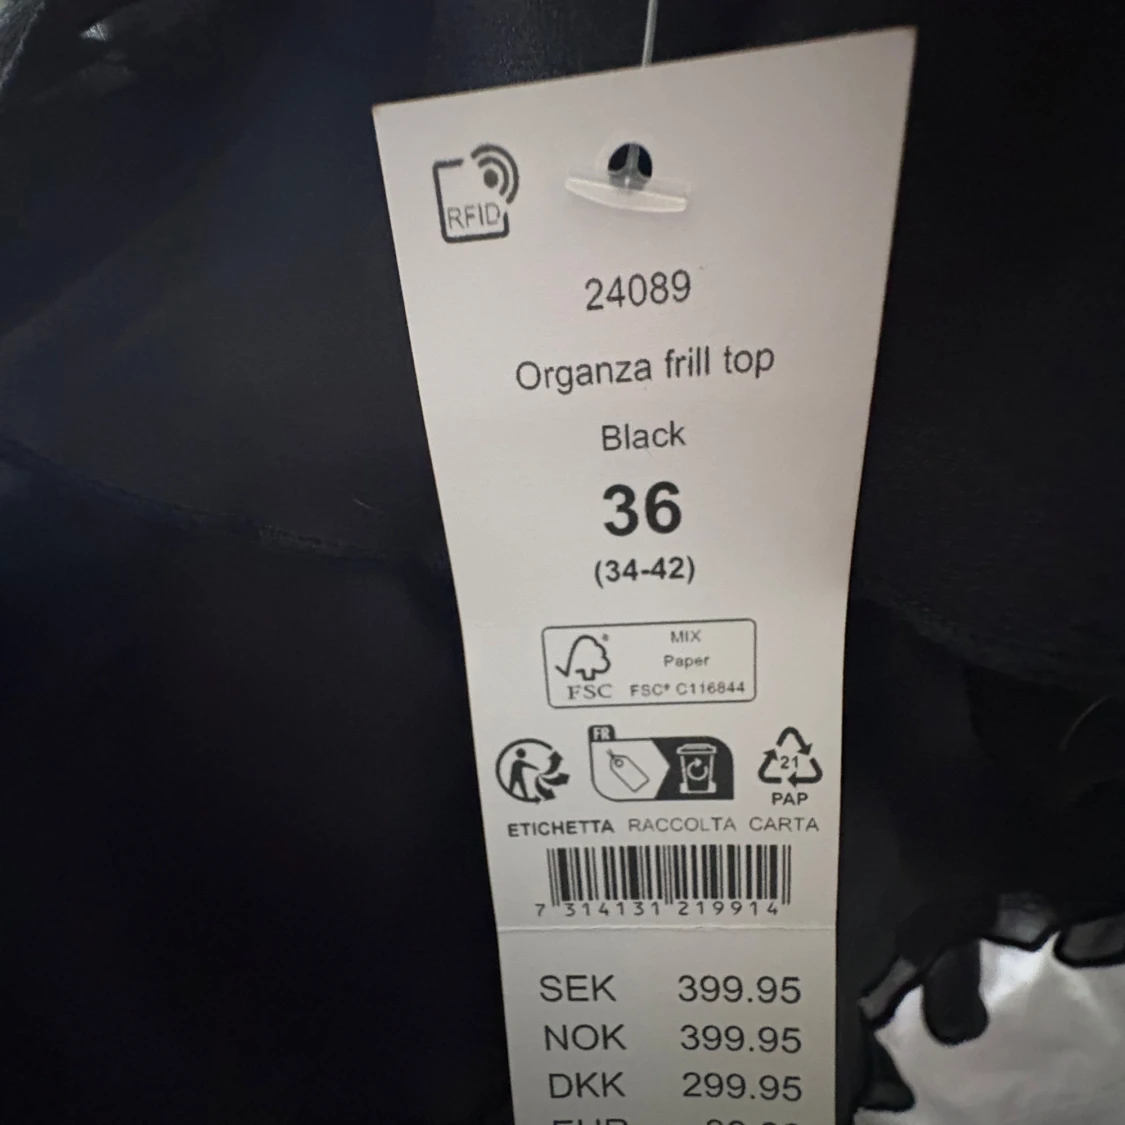 RFID
24089
Organza frill top
Black
36
(34-42)
MIX
Paper
FSC® C116844
FSC
FR
21
PAP
ETICHETTA RACCOLTA CARTA
7 314131 219914
SEK 399.95
NOK 399.95
DKK 299.95